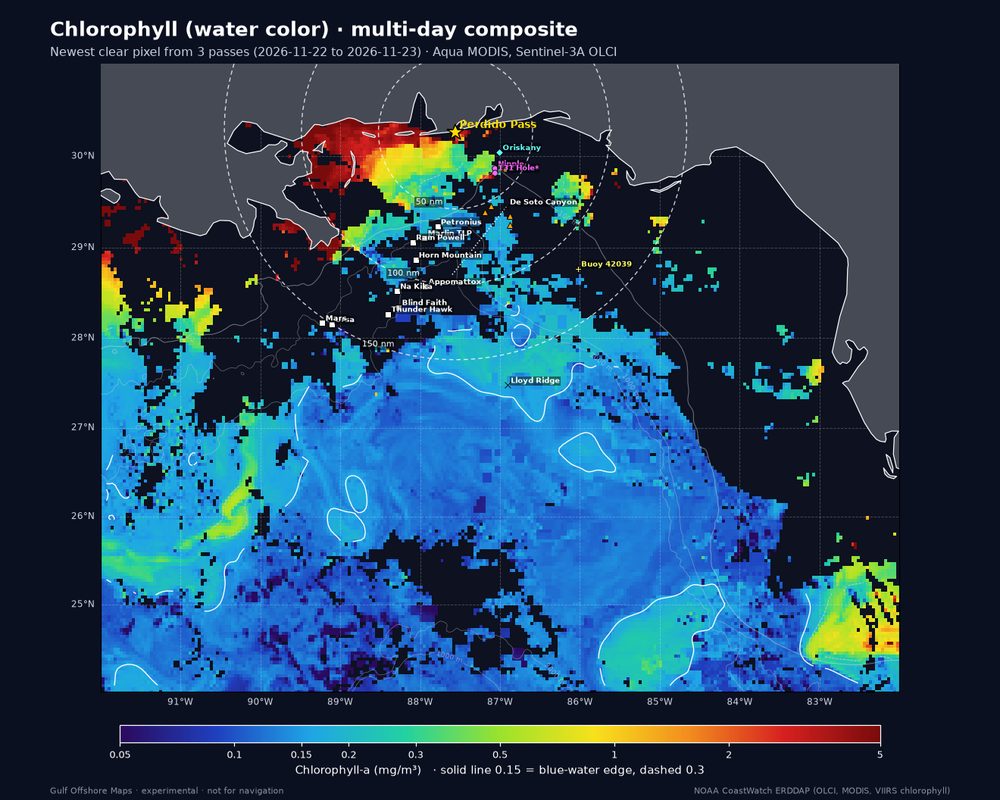 Chlorophyll (water color) · multi-day composite
Newest clear pixel from 3 passes (2026-11-22 to 2026-11-23) · Aqua MODIS, Sentinel-3A OLCI
Perdido Pass
30°N
Oriskany
Nipple
131 Hole*
50 nm
De Soto Canyon
Petronius
Marlin TLP
Ram Powell
29°N
Horn Mountain
Buoy 42039
100 nm
Appomattox
Na Kika
Blind Faith
Thunder Hawk
Mars
28°N
150 nm
Lloyd Ridge
27°N
26°N
25°N
91°W 90°W 89°W 88°W 87°W 86°W 85°W 84°W 83°W
0.05 0.1 0.15 0.2 0.3 0.5 1 2 5
Chlorophyll-a (mg/m³) · solid line 0.15 = blue-water edge, dashed 0.3
Gulf Offshore Maps · experimental · not for navigation
NOAA CoastWatch ERDDAP (OLCI, MODIS, VIIRS chlorophyll)